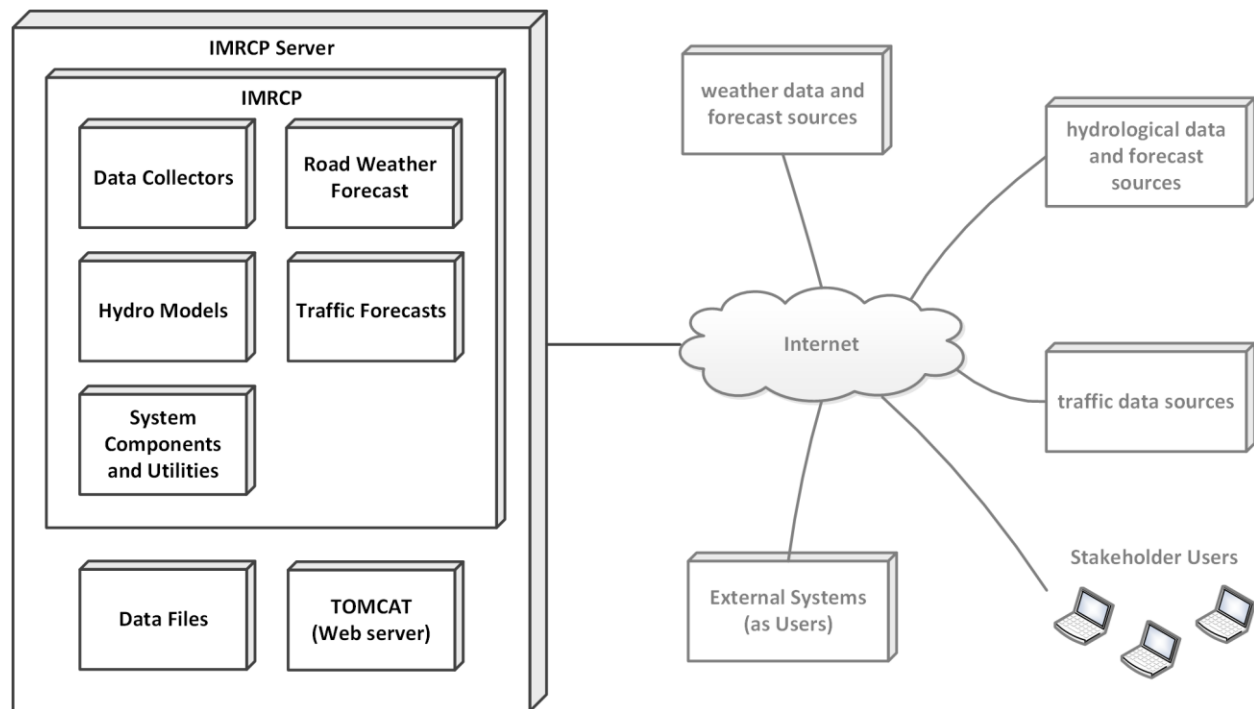 IMRCP Server
IMRCP
Data Collectors
Road Weather
Forecast
Hydro Models
Traffic Forecasts
System
Components
and Utilities
Data Files
TOMCAT
(Web server)
weather data and
forecast sources
hydrological data
and forecast
sources
Internet
traffic data sources
External Systems
(as Users)
Stakeholder Users